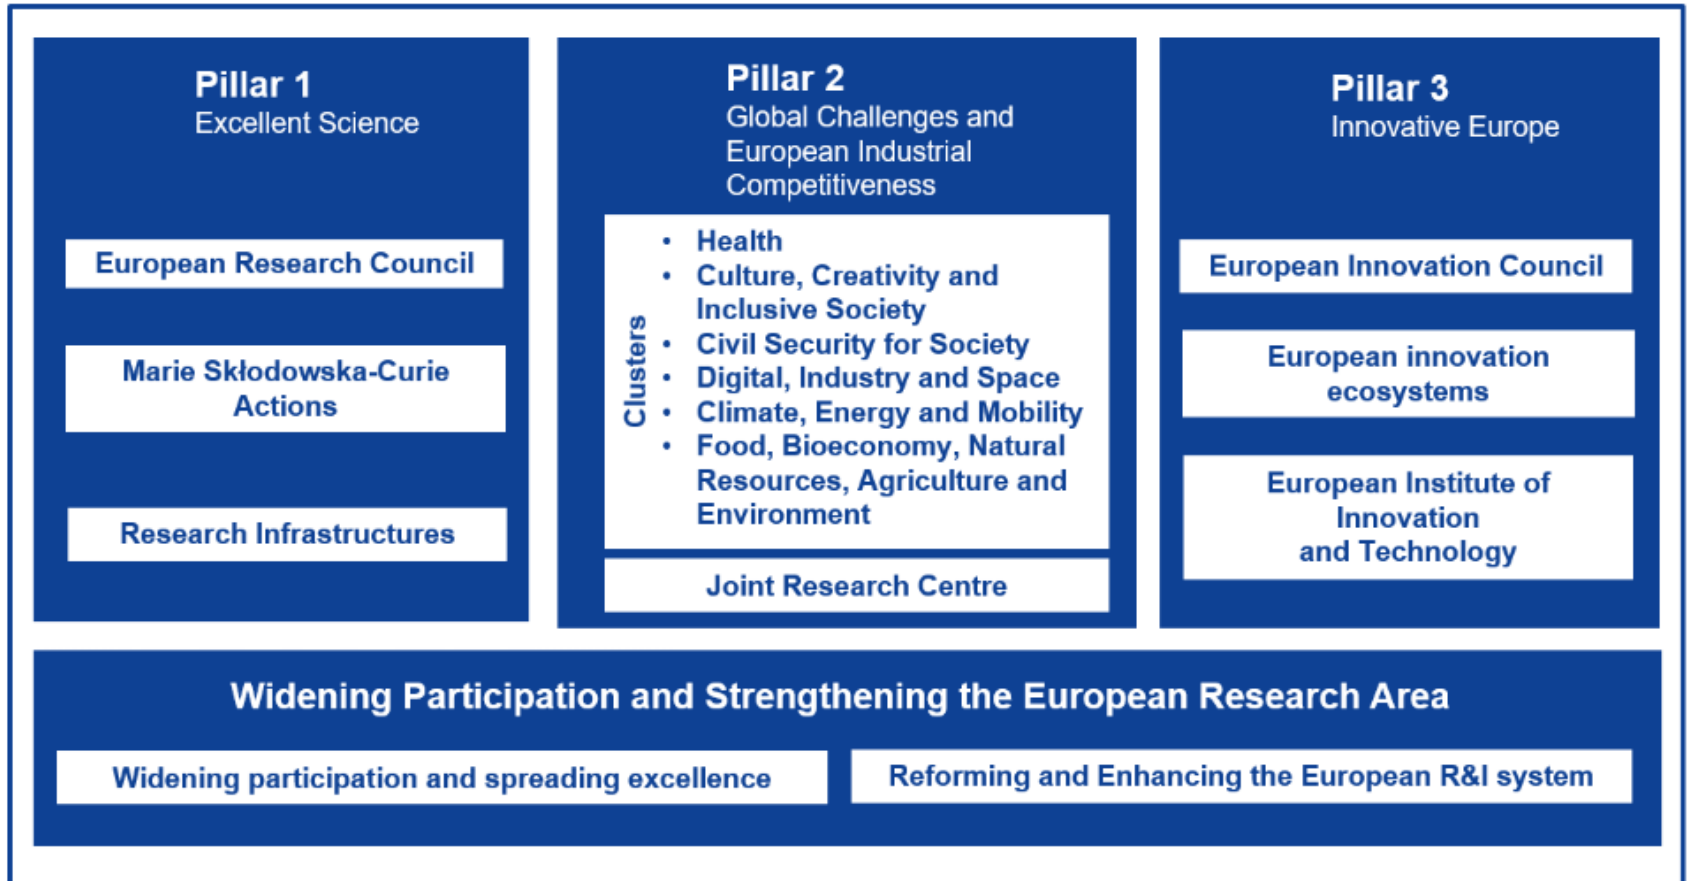 Pillar 1
Excellent Science
European Research Council
Marie Skłodowska-Curie
Actions
Research Infrastructures
Pillar 2
Global Challenges and
European Industrial
Competitiveness
Clusters
• Health
• Culture, Creativity and
Inclusive Society
• Civil Security for Society
• Digital, Industry and Space
• Climate, Energy and Mobility
• Food, Bioeconomy, Natural
Resources, Agriculture and
Environment
Joint Research Centre
Pillar 3
Innovative Europe
European Innovation Council
European innovation
ecosystems
European Institute of
Innovation
and Technology
Widening Participation and Strengthening the European Research Area
Widening participation and spreading excellence
Reforming and Enhancing the European R&I system